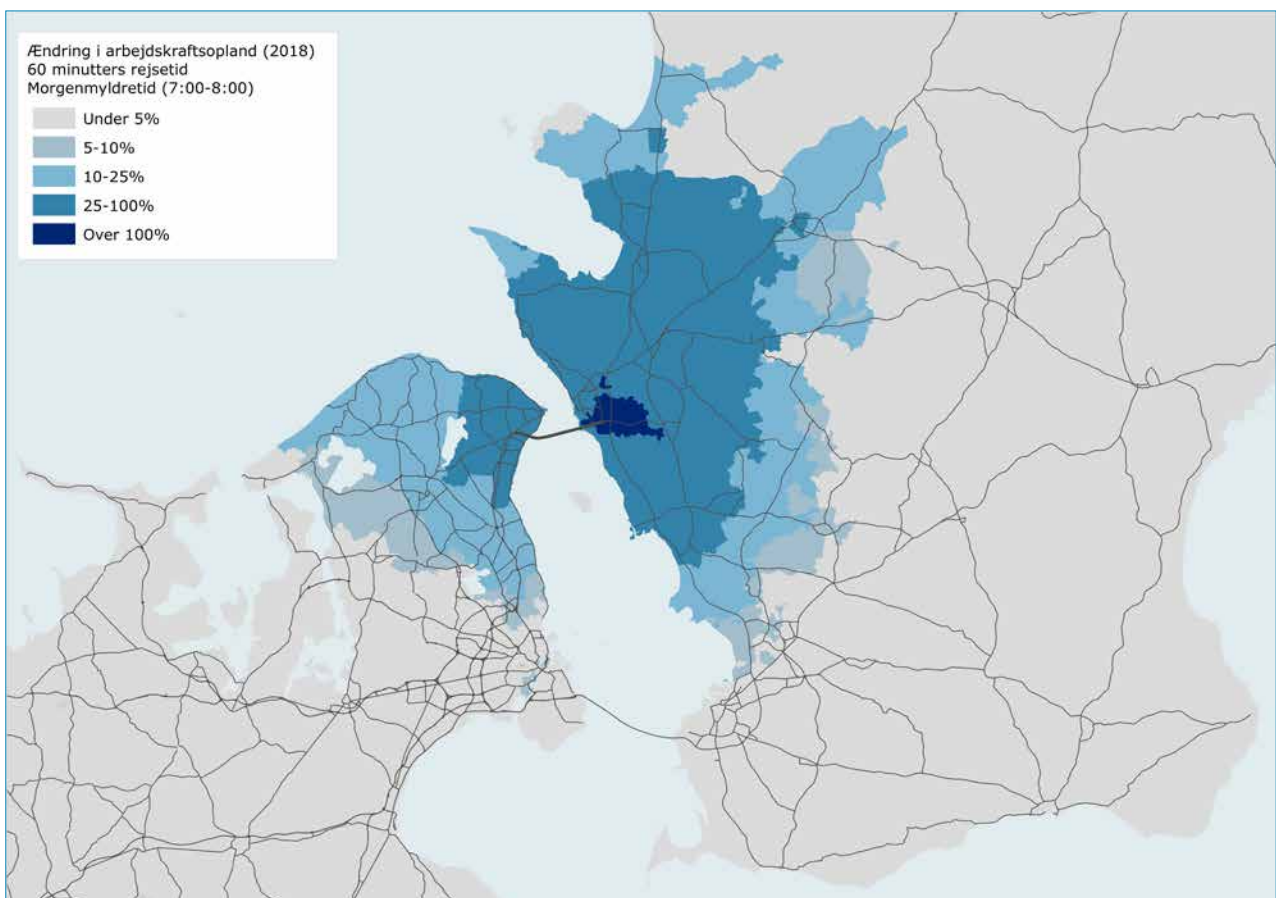 Ændring i arbejdskraftsopland (2018)
60 minutters rejsetid
Morgenmyldretid (7:00-8:00)
Under 5%
5-10%
10-25%
25-100%
Over 100%